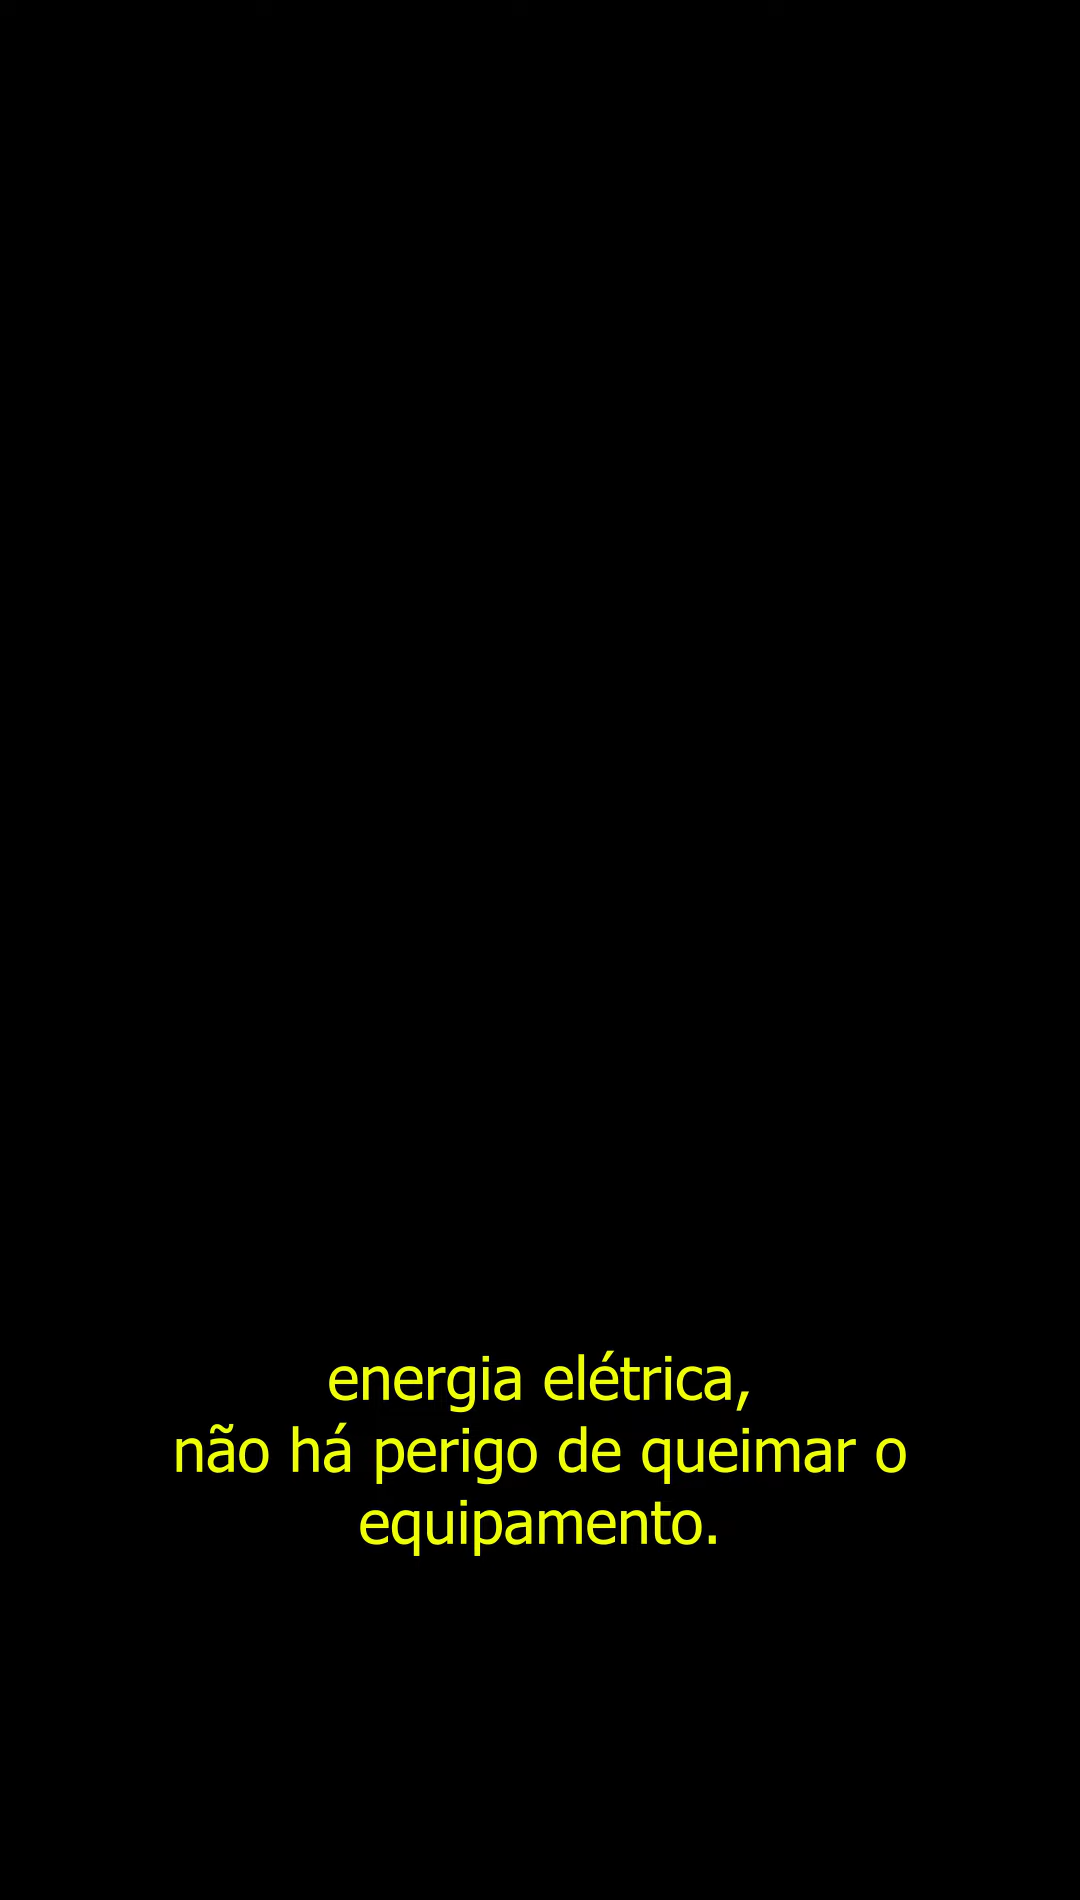 energia elétrica,
não há perigo de queimar o
equipamento.